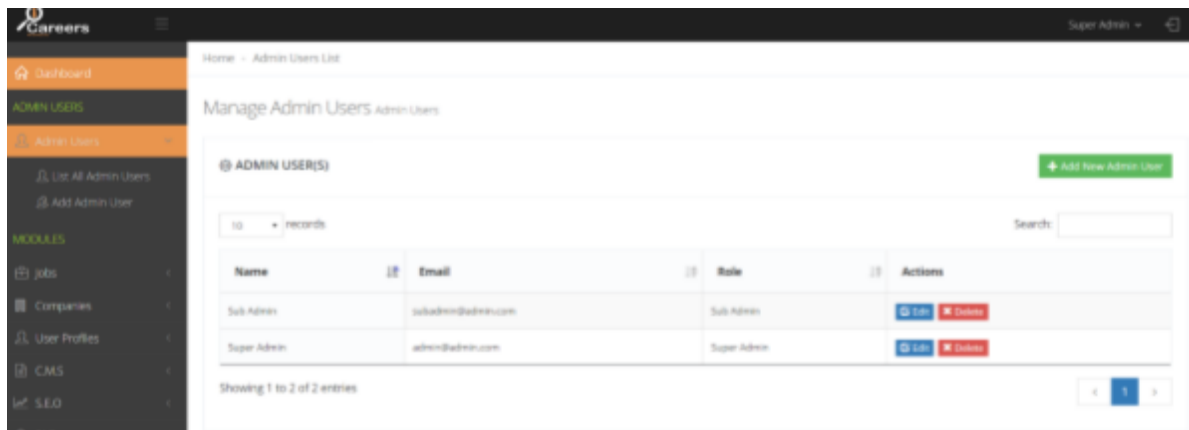 Careers
Super Admin
Home - Admin Users List
Dashboard
Manage Admin Users Admin Users
ADMIN USERS
Admin Users
ADMIN USER(S)
Add New Admin User
List All Admin Users
Add Admin User
10 records
Search:
MODULES
Name Email Role Actions
Jobs
Sub Admin subadmin@admin.com Sub Admin Edit Delete
Companies
User Profiles
Super Admin admin@admin.com Super Admin Edit Delete
C.M.S
Showing 1 to 2 of 2 entries
1
S.E.O